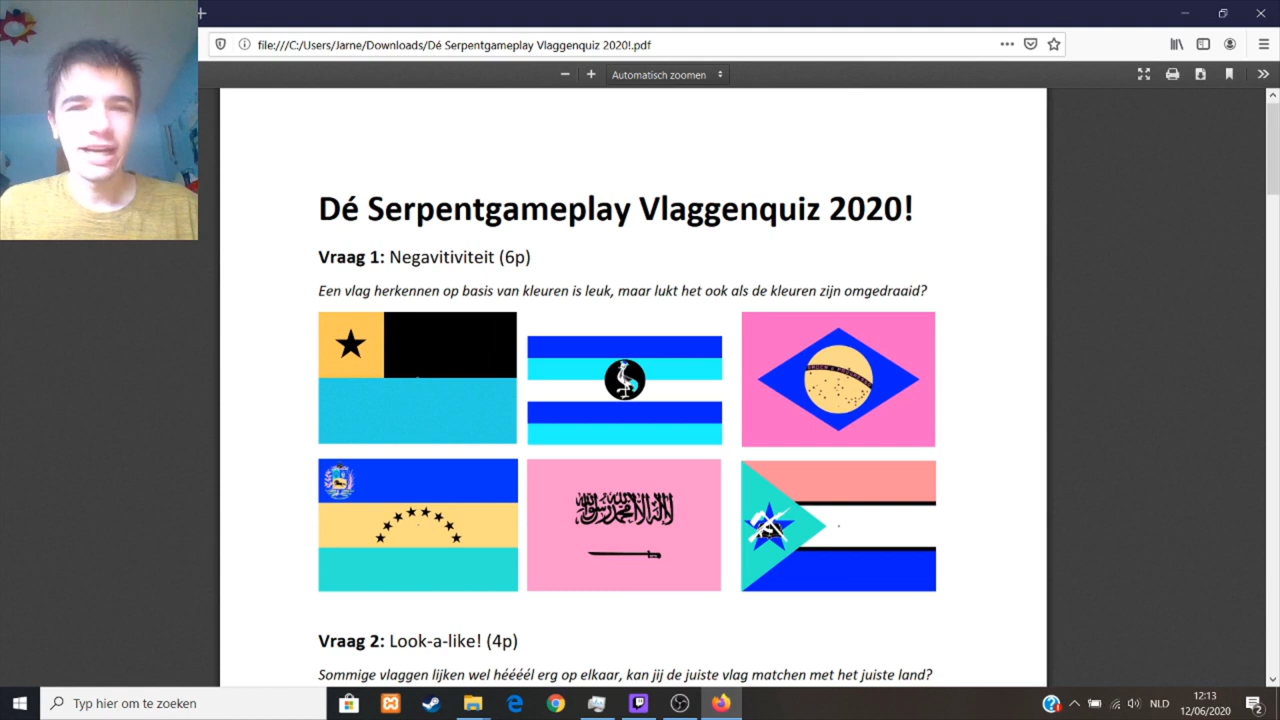 file:///C:/Users/Jarne/Downloads/Dé Serpentgameplay Vlaggenquiz 2020!.pdf
Automatisch zoomen
Dé Serpentgameplay Vlaggenquiz 2020!
Vraag 1: Negavitiviteit (6p)
Een vlag herkennen op basis van kleuren is leuk, maar lukt het ook als de kleuren zijn omgedraaid?
Vraag 2: Look-a-like! (4p)
Sommige vlaggen lijken wel héééél erg op elkaar, kan jij de juiste vlag matchen met het juiste land?
Typ hier om te zoeken
NLD
12:13
12/06/2020
2